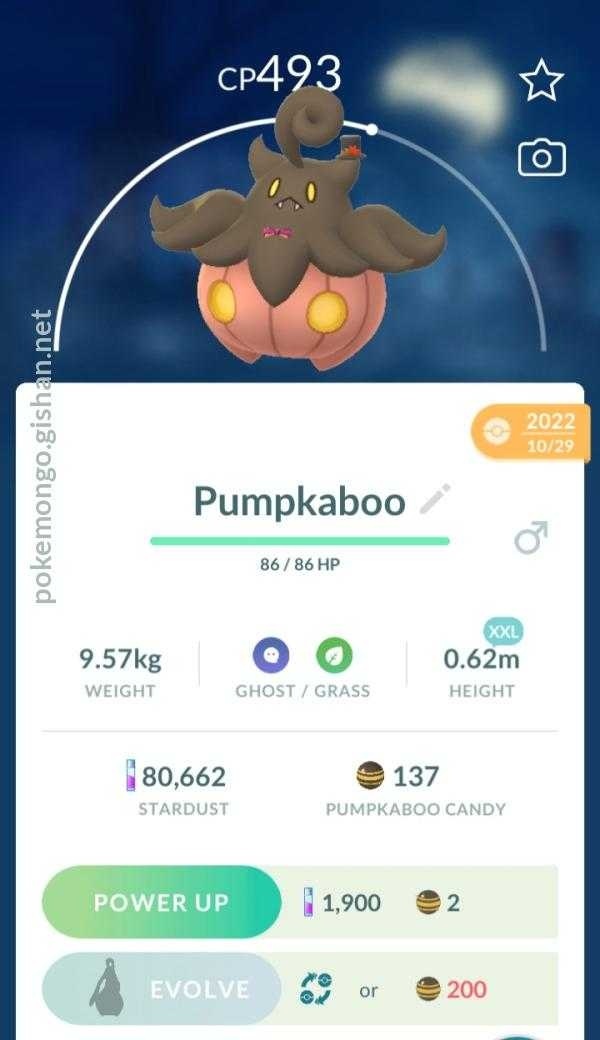 CP493
pokemongo.gishan.net
2022
10/29
Pumpkaboo
86 / 86 HP
XXL
9.57kg
0.62m
WEIGHT
GHOST / GRASS
HEIGHT
80,662
137
STARDUST
PUMPKABOO CANDY
POWER UP
1,900
2
EVOLVE
or
200